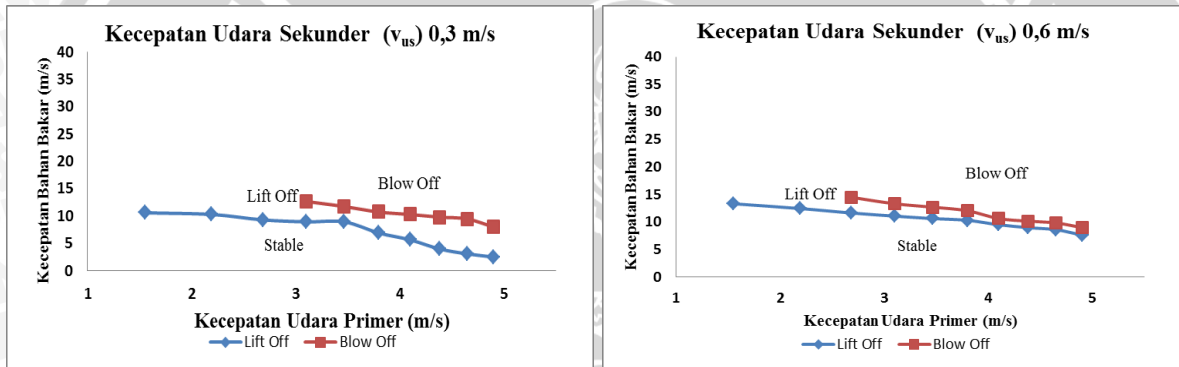 Kecepatan Udara Sekunder (v_us) 0,3 m/s
Kecepatan Bahan Bakar (m/s)
40
35
30
25
20
15
10
5
0
Lift Off
Blow Off
Stable
1 2 3 4 5
Kecepatan Udara Primer (m/s)
Lift Off Blow Off
Kecepatan Udara Sekunder (v_us) 0,6 m/s
Kecepatan Bahan Bakar (m/s)
40
35
30
25
20
15
10
5
0
Lift Off
Blow Off
Stable
1 2 3 4 5
Kecepatan Udara Primer (m/s)
Lift Off Blow Off